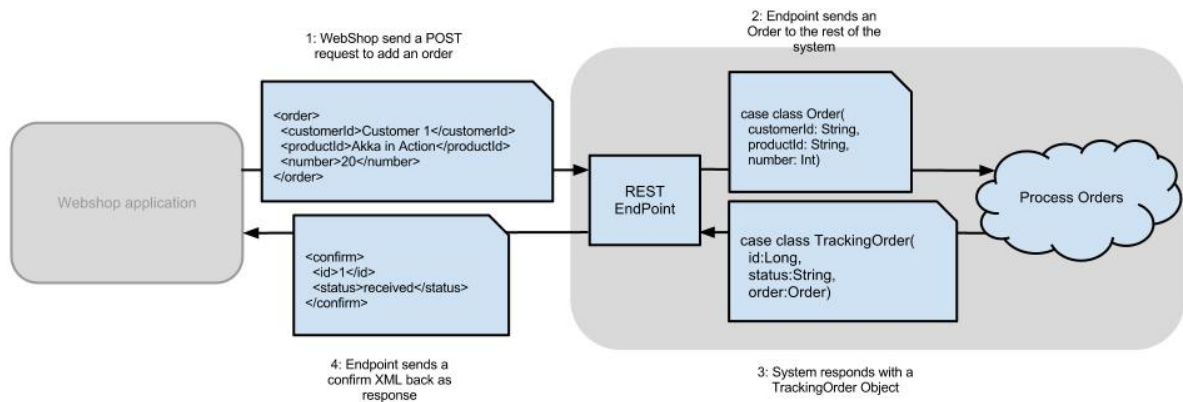 1: WebShop send a POST
request to add an order
2: Endpoint sends an
Order to the rest of the
system
<order>
<customerId>Customer 1</customerId>
<productId>Akka in Action</productId>
<number>20</number>
</order>
case class Order(
customerId: String,
productId: String,
number: Int)
Webshop application
REST
EndPoint
Process Orders
<confirm>
<id>1</id>
<status>received</status>
</confirm>
case class TrackingOrder(
id:Long,
status:String,
order:Order)
4: Endpoint sends a
confirm XML back as
response
3: System responds with a
TrackingOrder Object